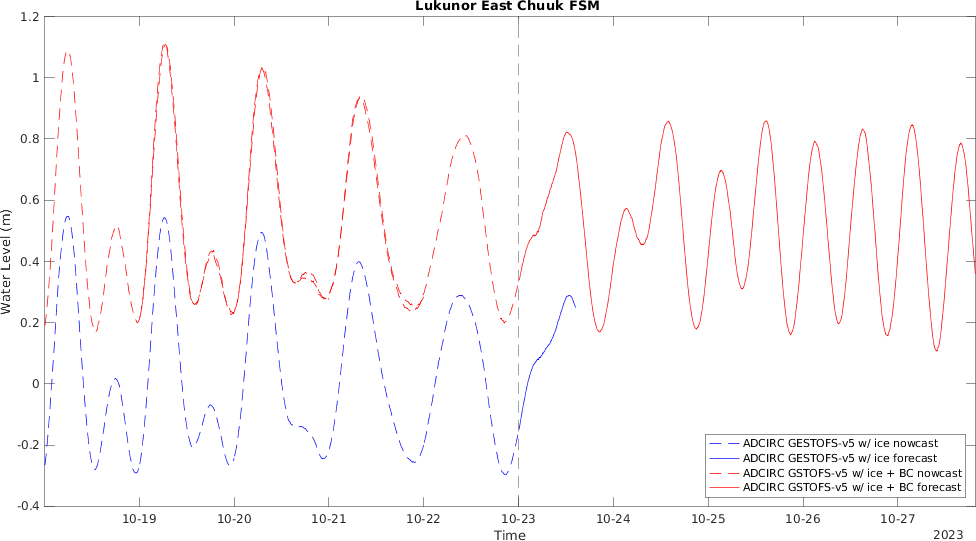 Lukunor East Chuuk FSM
1.2
1
0.8
0.6
0.4
0.2
0
-0.2
-0.4
Water Level (m)
10-19
10-20
10-21
10-22
10-23
10-24
10-25
10-26
10-27
Time
2023
ADCIRC GESTOFS-v5 w/ ice nowcast
ADCIRC GESTOFS-v5 w/ ice forecast
ADCIRC GSTOFS-v5 w/ ice + BC nowcast
ADCIRC GSTOFS-v5 w/ ice + BC forecast